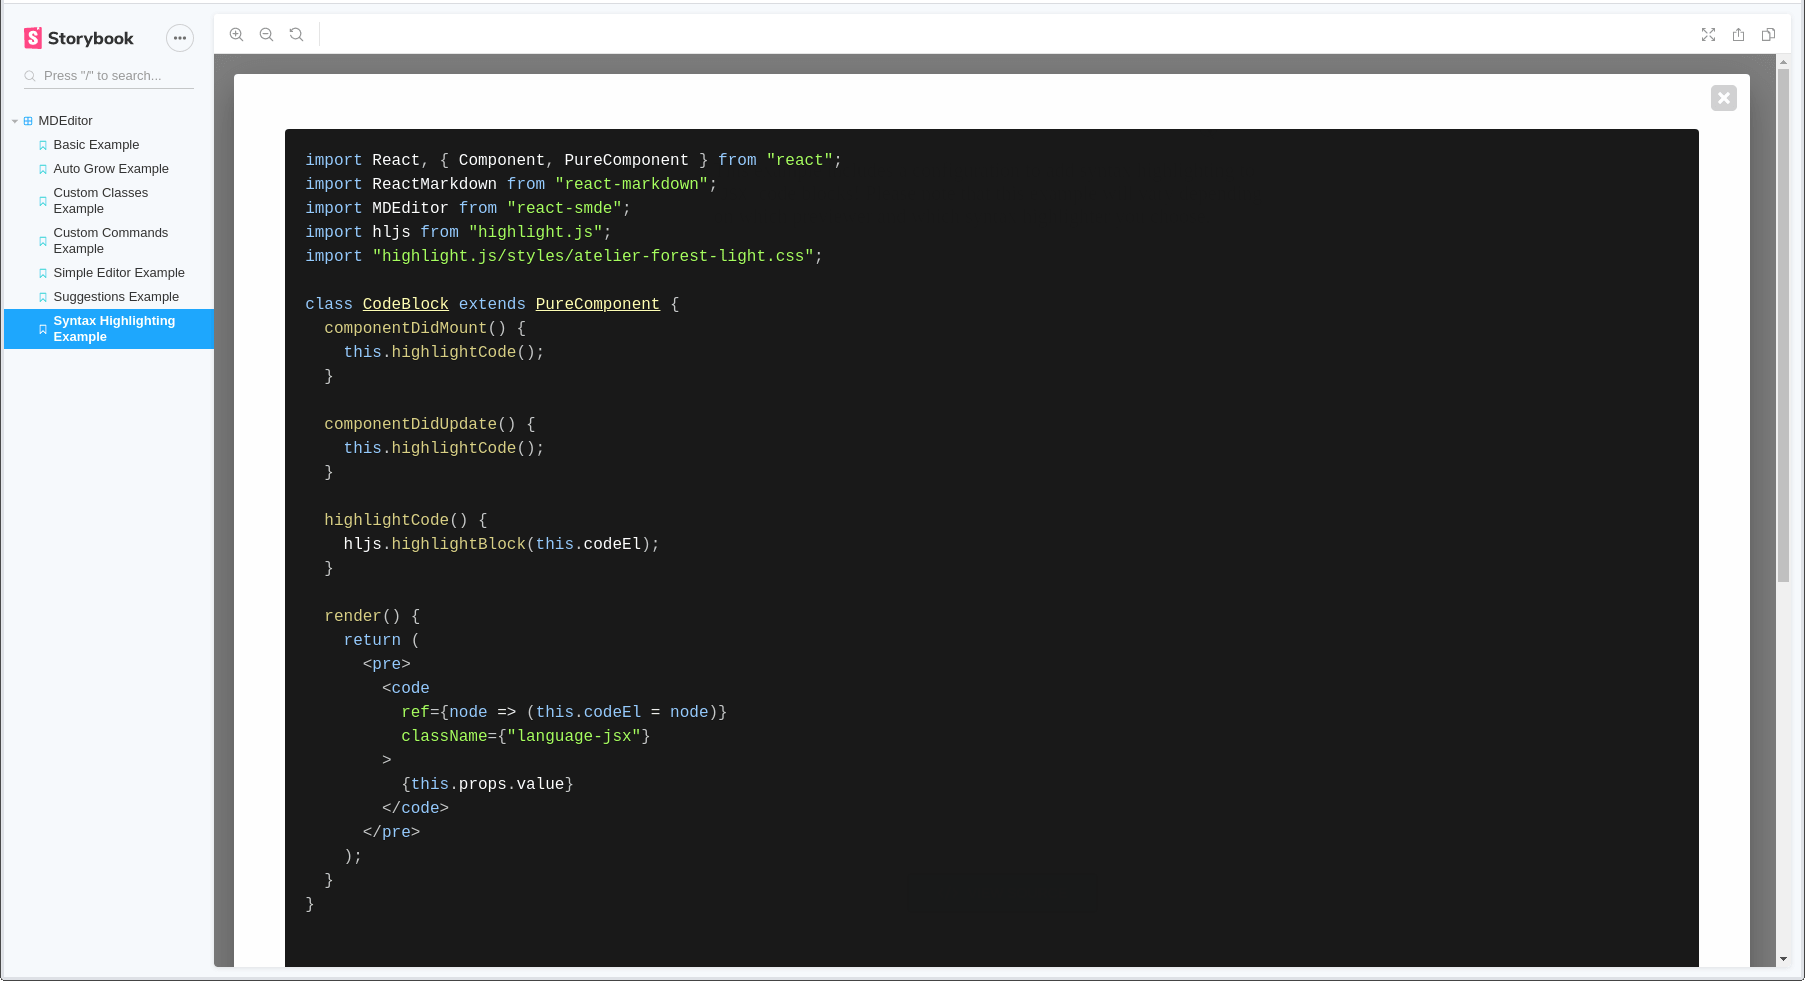 Storybook
Press "/" to search...
MDEditor
Basic Example
Auto Grow Example
Custom Classes
Example
Custom Commands
Example
Simple Editor Example
Suggestions Example
Syntax Highlighting
Example
import React, { Component, PureComponent } from "react";
import ReactMarkdown from "react-markdown";
import MDEditor from "react-smde";
import hljs from "highlight.js";
import "highlight.js/styles/atelier-forest-light.css";

class CodeBlock extends PureComponent {
  componentDidMount() {
    this.highlightCode();
  }

  componentDidUpdate() {
    this.highlightCode();
  }

  highlightCode() {
    hljs.highlightBlock(this.codeEl);
  }

  render() {
    return (
      <pre>
        <code
          ref={node => (this.codeEl = node)}
          className={"language-jsx"}
        >
          {this.props.value}
        </code>
      </pre>
    );
  }
}